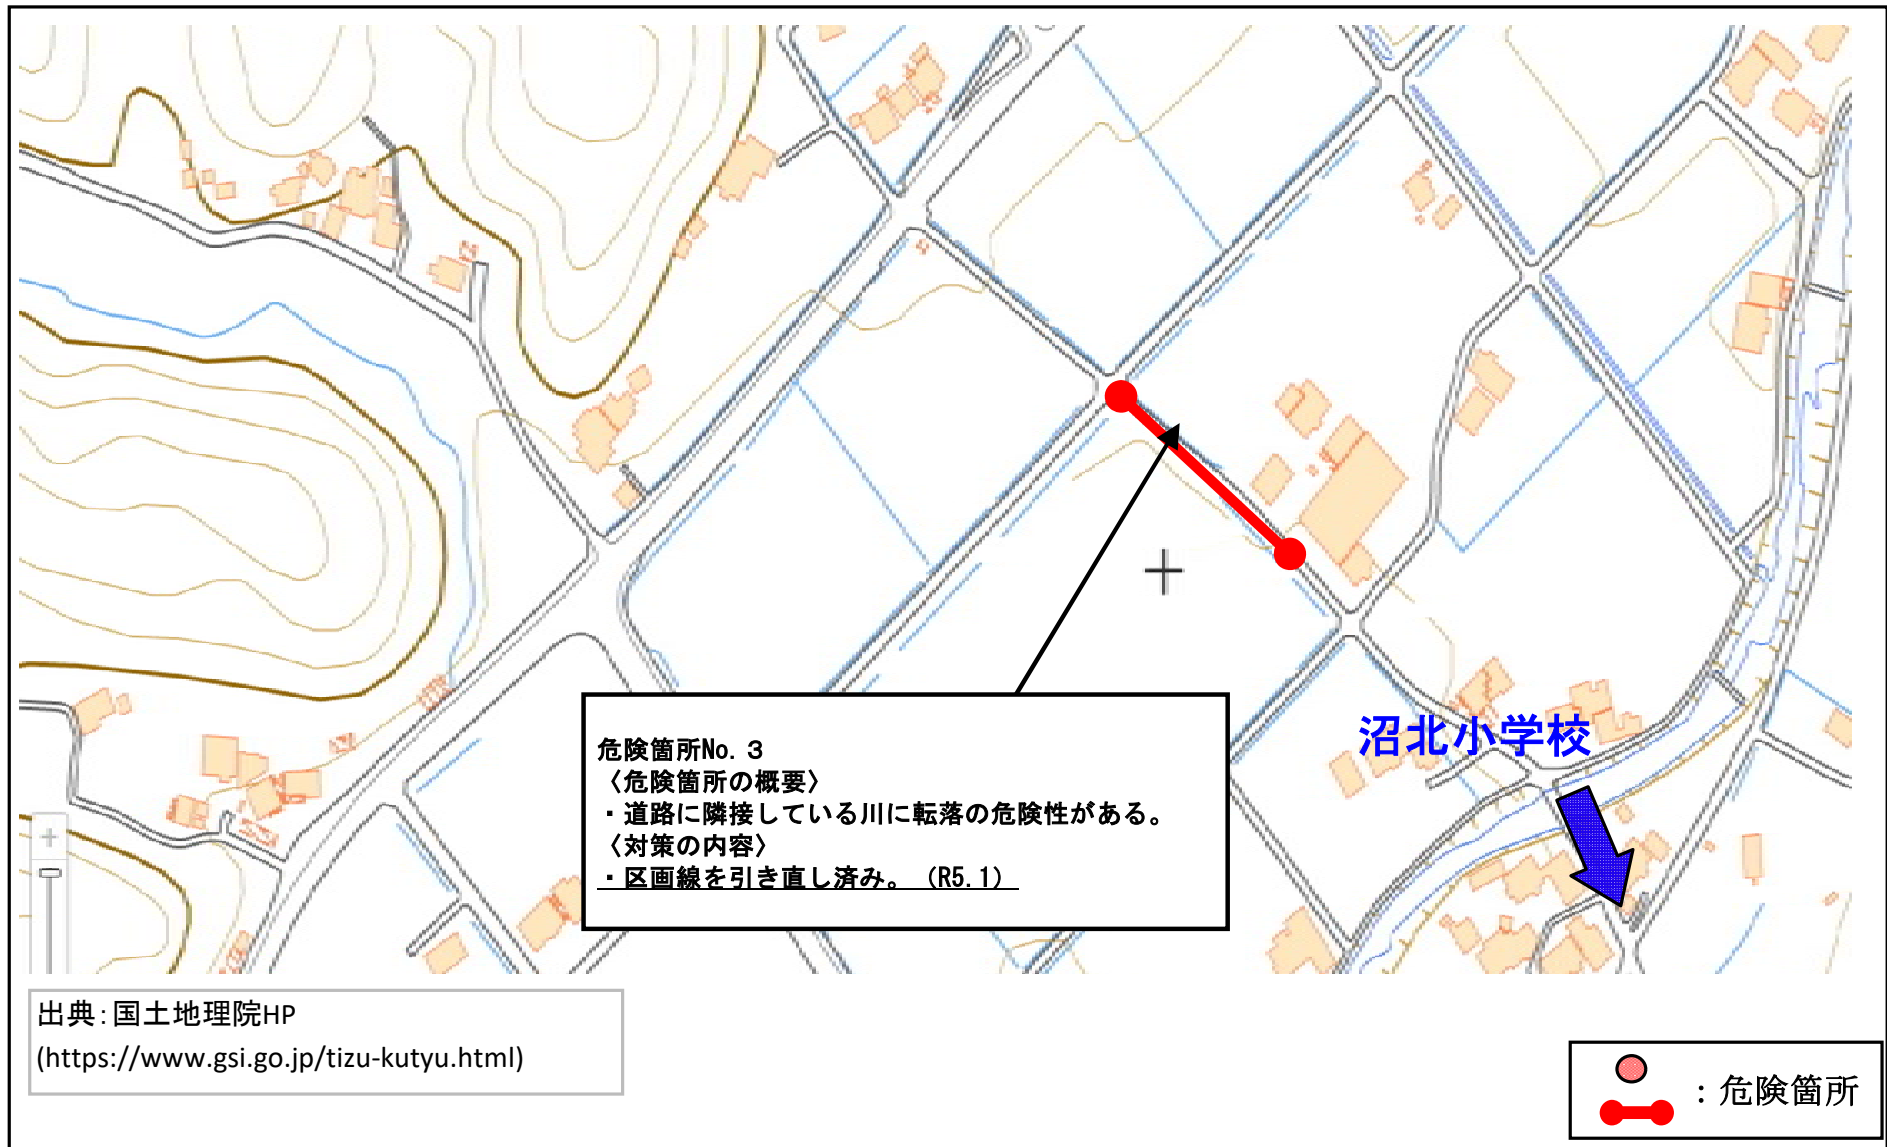 危険箇所No.３
〈危険箇所の概要〉
・道路に隣接している川に転落の危険性がある。
〈対策の内容〉
・区画線を引き直し済み。（R5.1）
沼北小学校
出典：国土地理院HP
(https://www.gsi.go.jp/tizu-kutyu.html)
：危険箇所